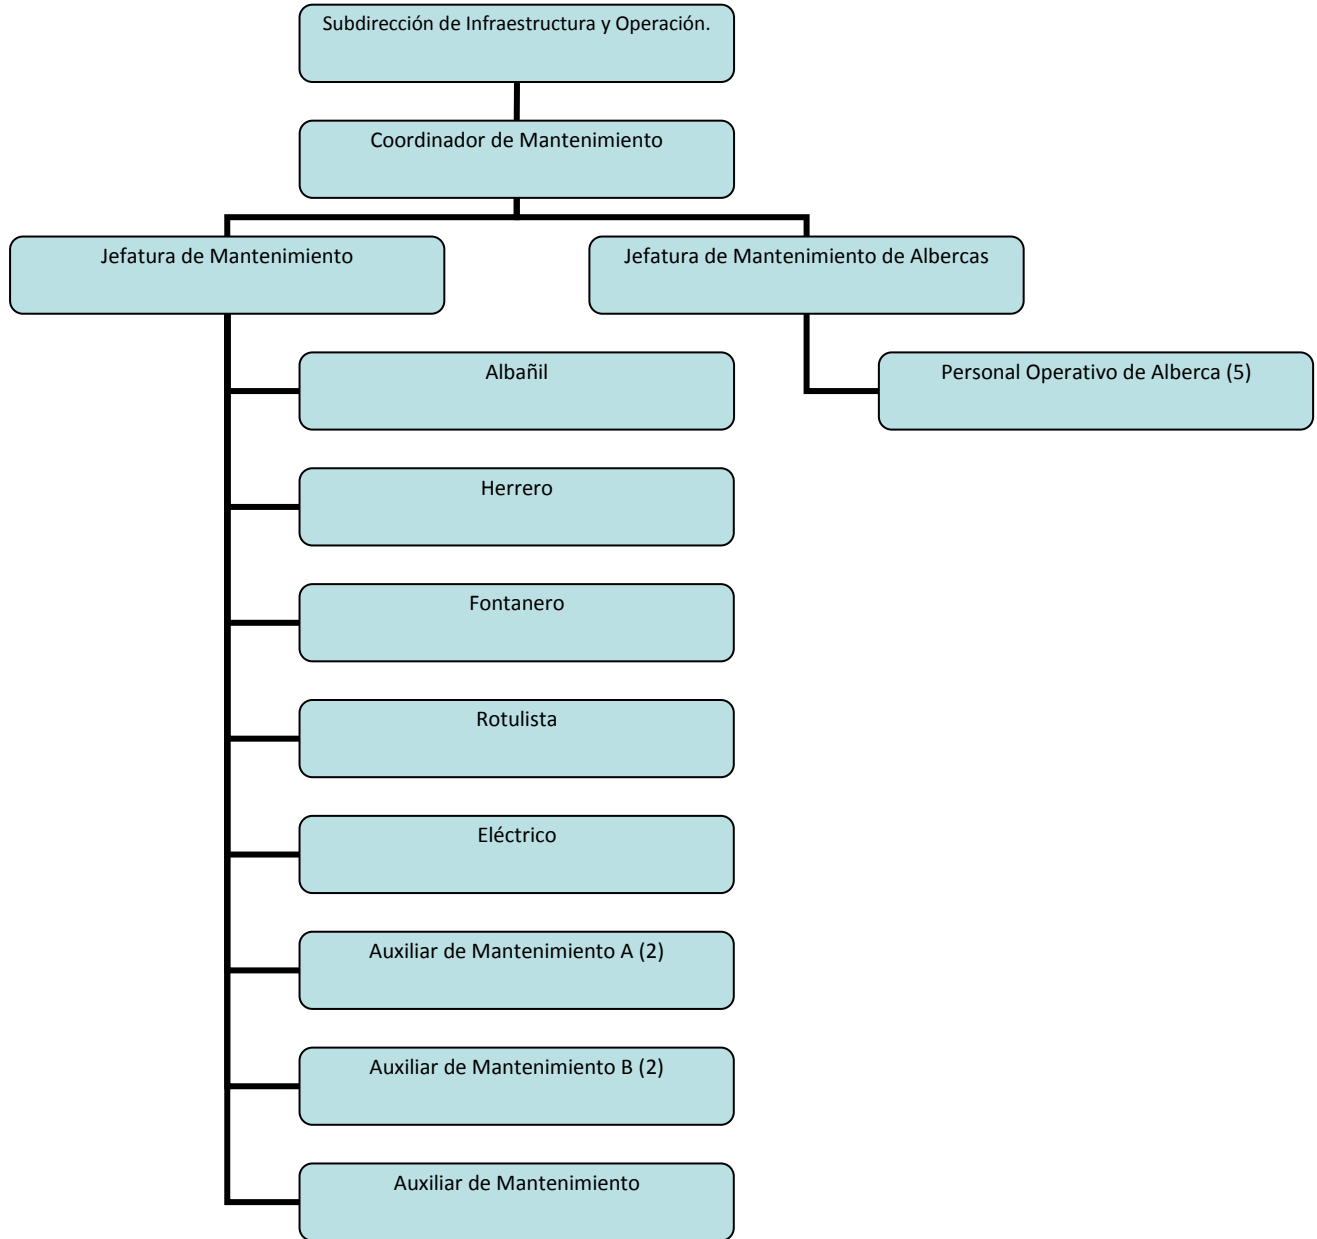 Subdirección de Infraestructura y Operación.
Coordinador de Mantenimiento
Jefatura de Mantenimiento
Jefatura de Mantenimiento de Albercas
Albañil
Personal Operativo de Alberca (5)
Herrero
Fontanero
Rotulista
Eléctrico
Auxiliar de Mantenimiento A (2)
Auxiliar de Mantenimiento B (2)
Auxiliar de Mantenimiento